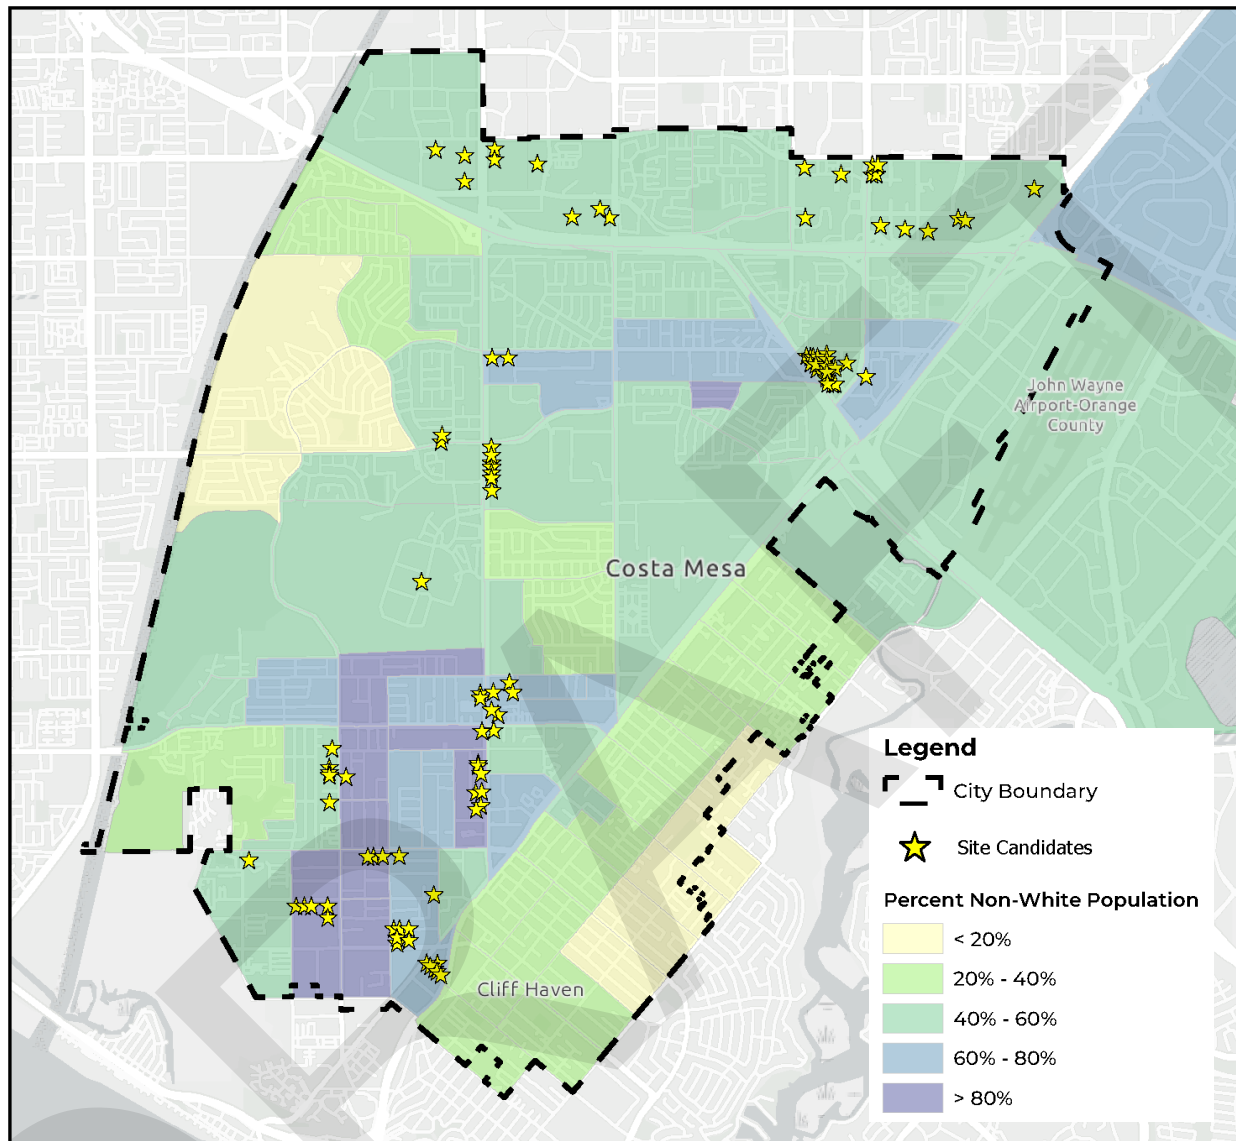 John Wayne
Airport-Orange
County
Costa Mesa
Cliff Haven
Legend
City Boundary
Site Candidates
Percent Non-White Population
< 20%
20% - 40%
40% - 60%
60% - 80%
> 80%
DRAFT